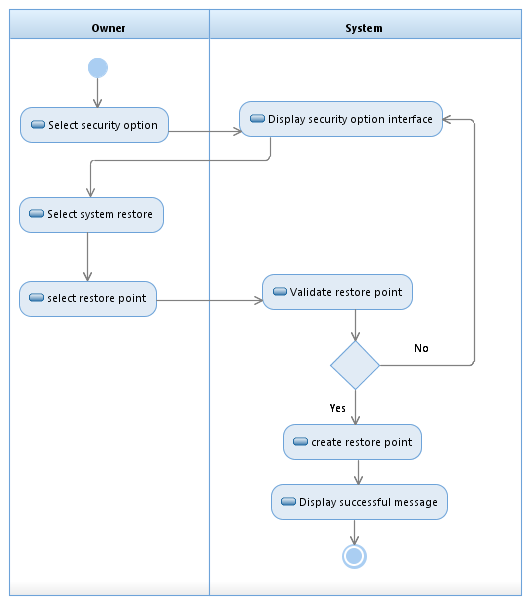 Owner
System
Select security option
Display security option interface
Select system restore
select restore point
Validate restore point
No
Yes
create restore point
Display successful message